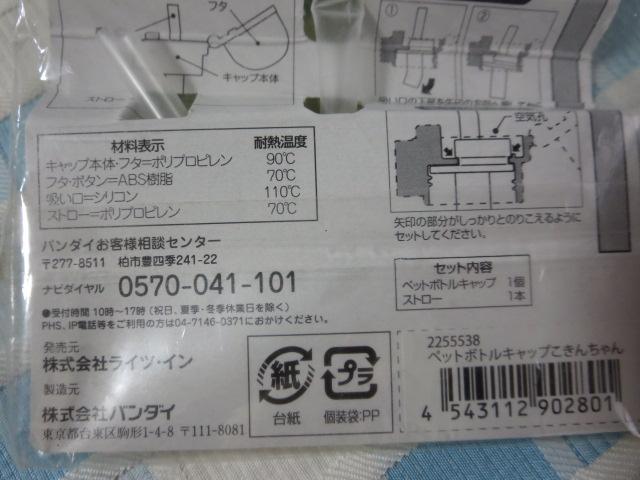 フタ
キャップ本体
ストロー
①
②
空気孔
矢印の部分がしっかりとのりこえるように
セットしてください。
材料表示 耐熱温度
キャップ本体・フタ=ポリプロピレン 90℃
フタ・ボタン=ABS樹脂 70℃
吸い口=シリコン 110℃
ストロー=ポリプロピレン 70℃
バンダイお客様相談センター
〒277-8511 柏市豊四季241-22
ナビダイヤル 0570-041-101
●受付時間 10時〜17時(祝日、夏季・冬季休業日を除く)
PHS、IP電話等をご利用の方は04-7146-0371におかけください。
セット内容
ペットボトルキャップ 1個
ストロー 1本
発売元
株式会社ライツ・イン
製造元
株式会社バンダイ
東京都台東区駒形1-4-8 〒111-8081
紙
台紙
プラ
個装袋:PP
2255538
ペットボトルキャップこきんちゃん
4 543112 902801